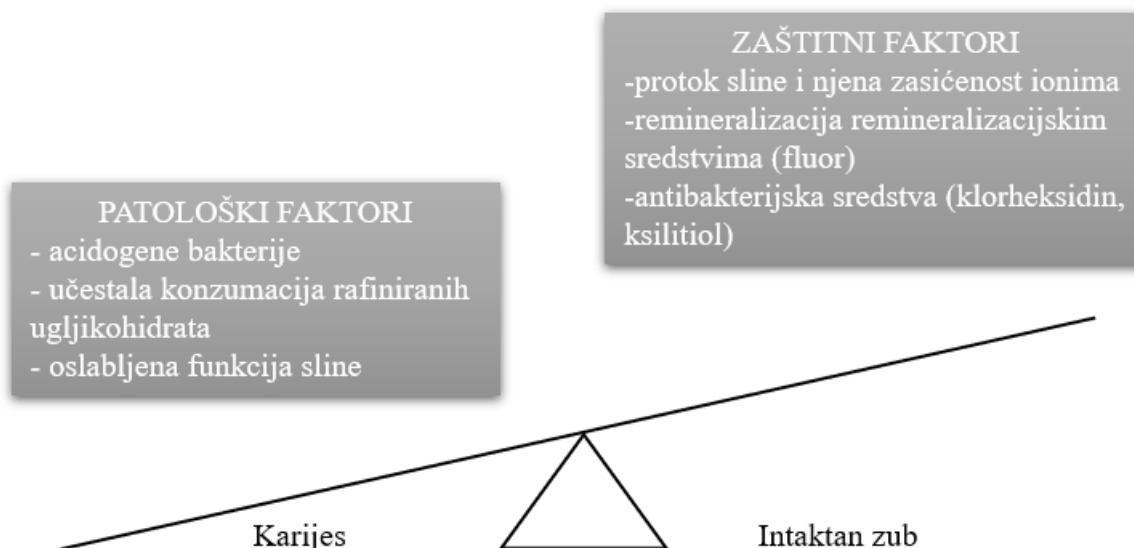 ZAŠTITNI FAKTORI
-protok sline i njena zasićenost ionima
-remineralizacija remineralizacijskim
sredstvima (fluor)
-antibakterijska sredstva (klorheksidin,
ksilitiol)
PATOLOŠKI FAKTORI
- acidogene bakterije
- učestala konzumacija rafiniranih
ugljikohidrata
- oslabljena funkcija sline
Karijes
Intaktan zub